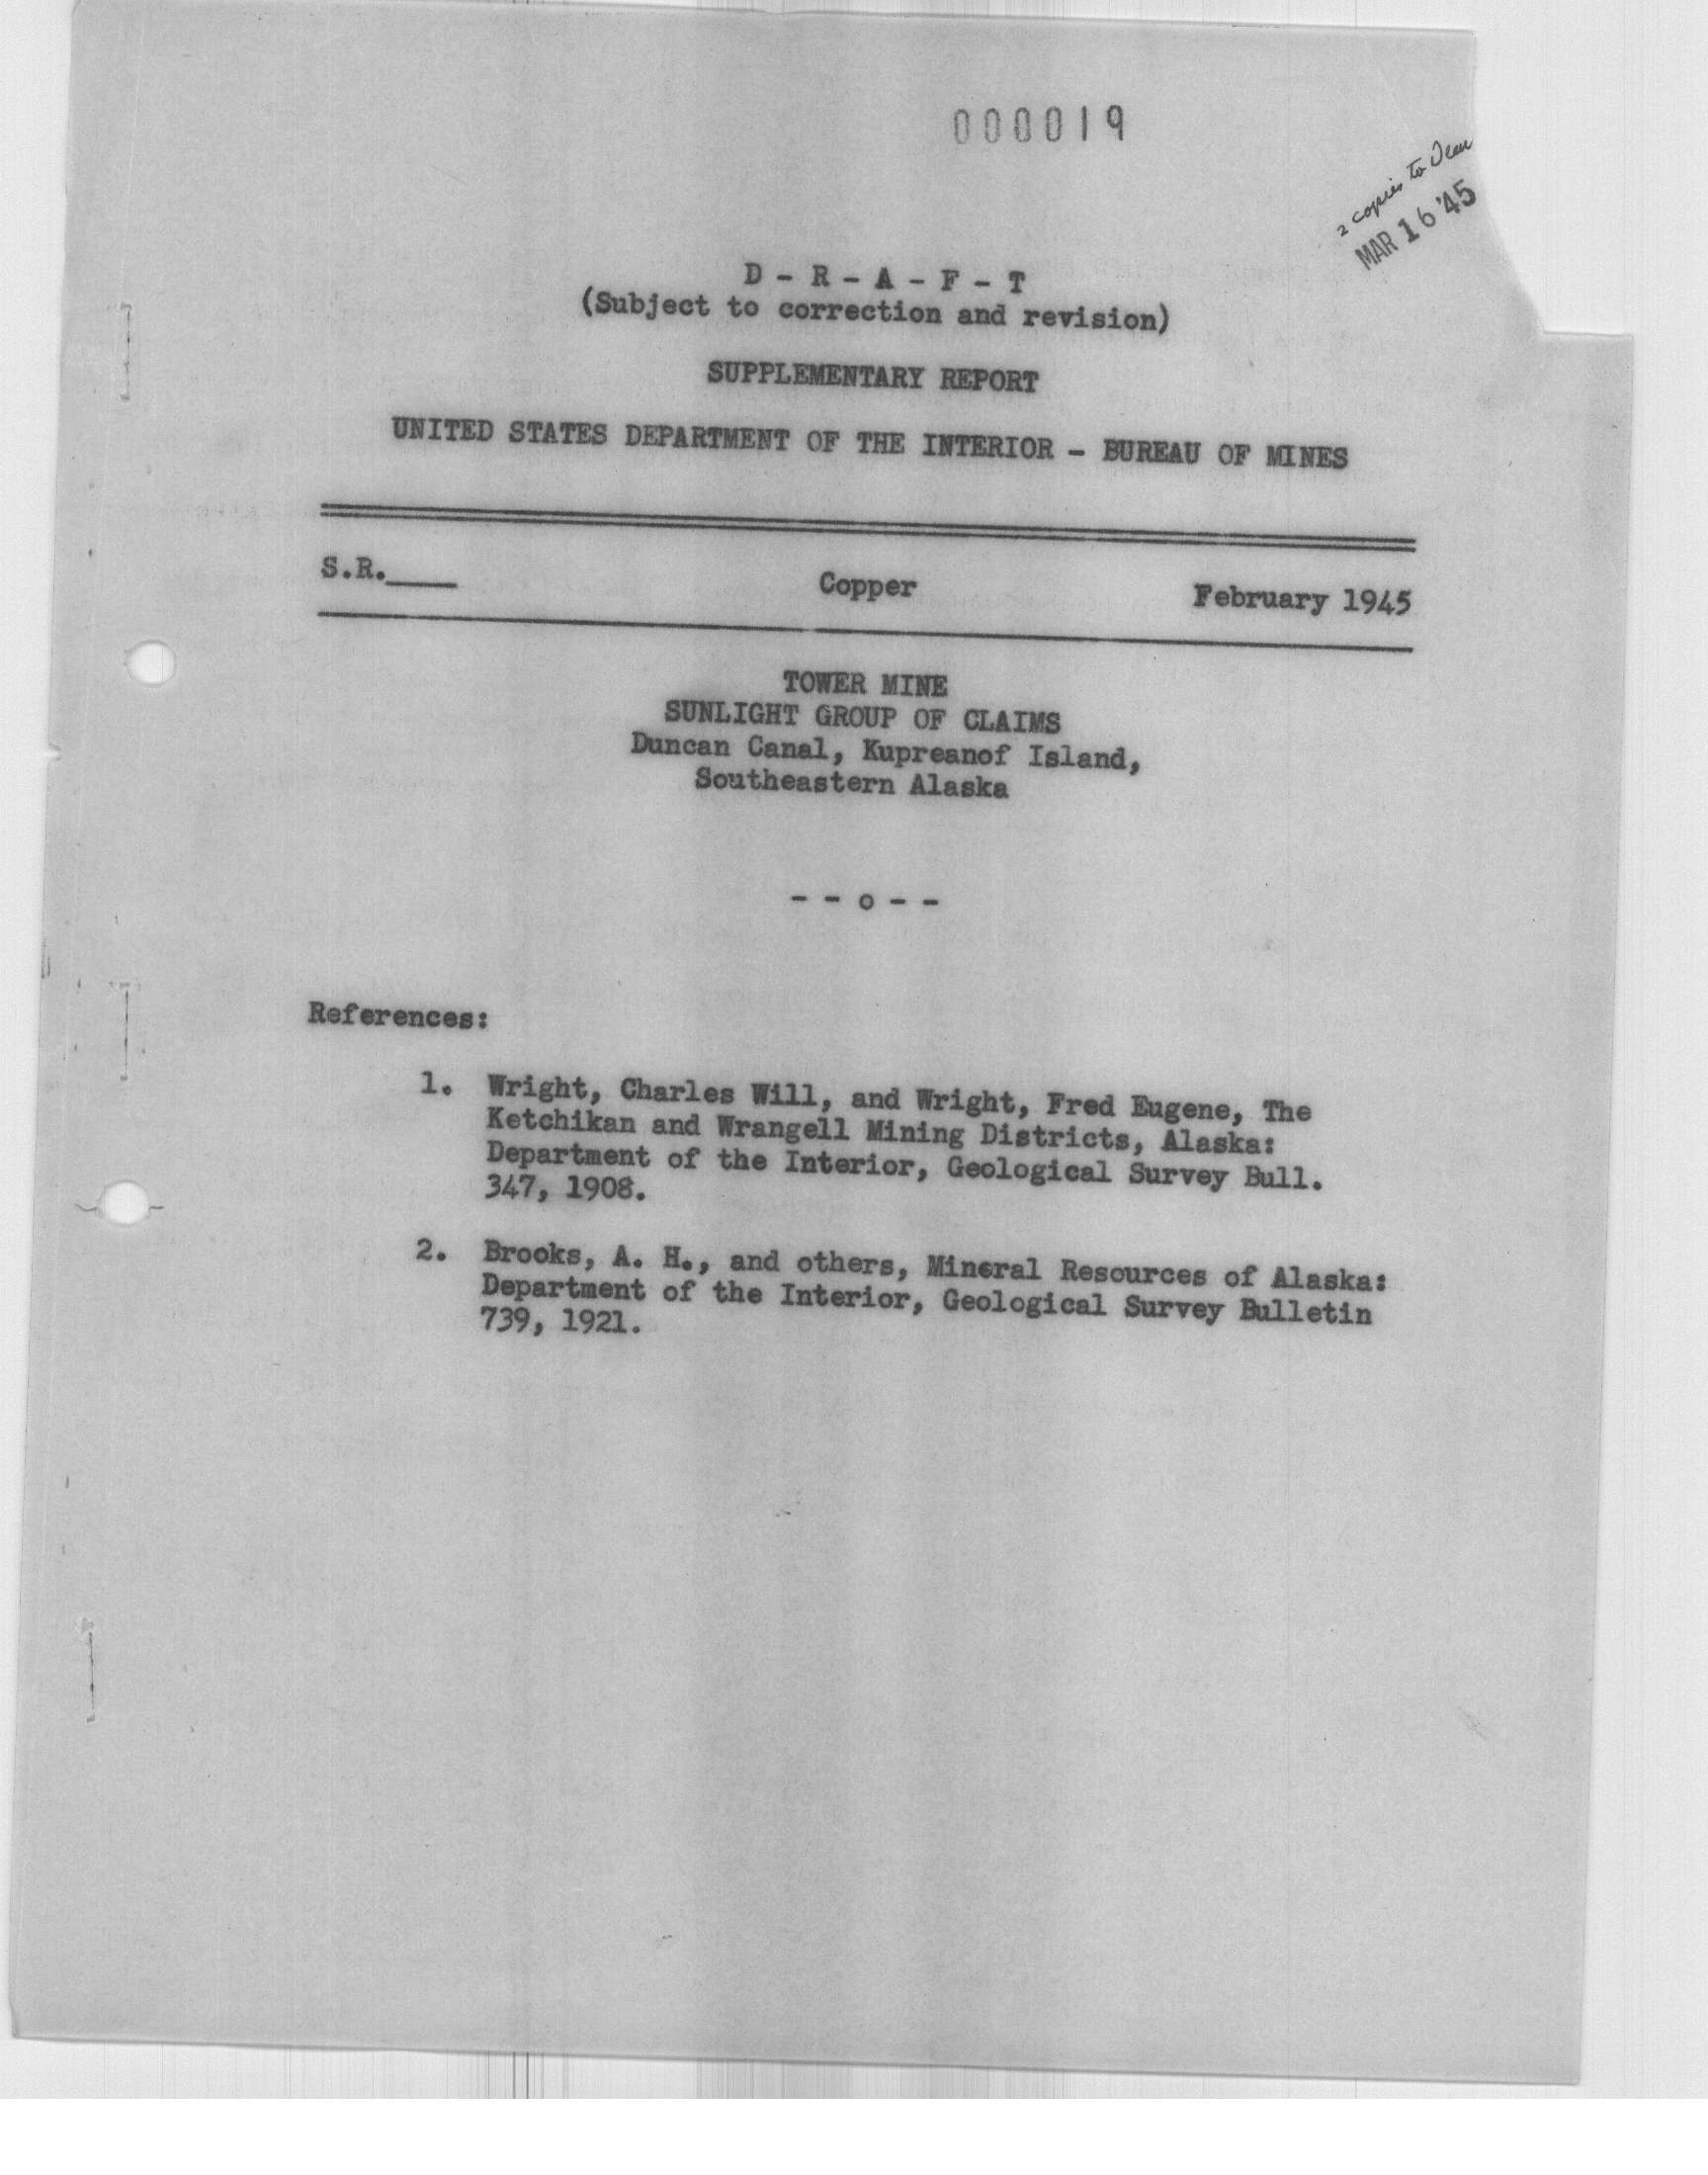 000019
2 copies to
MAR 16 '45
D - R - A - F - T
(Subject to correction and revision)
SUPPLEMENTARY REPORT
UNITED STATES DEPARTMENT OF THE INTERIOR - BUREAU OF MINES
S.R.____ Copper February 1945
TOWER MINE
SUNLIGHT GROUP OF CLAIMS
Duncan Canal, Kupreanof Island,
Southeastern Alaska
- - o - -
References:
1. Wright, Charles Will, and Wright, Fred Eugene, The
Ketchikan and Wrangell Mining Districts, Alaska:
Department of the Interior, Geological Survey Bull.
347, 1908.
2. Brooks, A. H., and others, Mineral Resources of Alaska:
Department of the Interior, Geological Survey Bulletin
739, 1921.